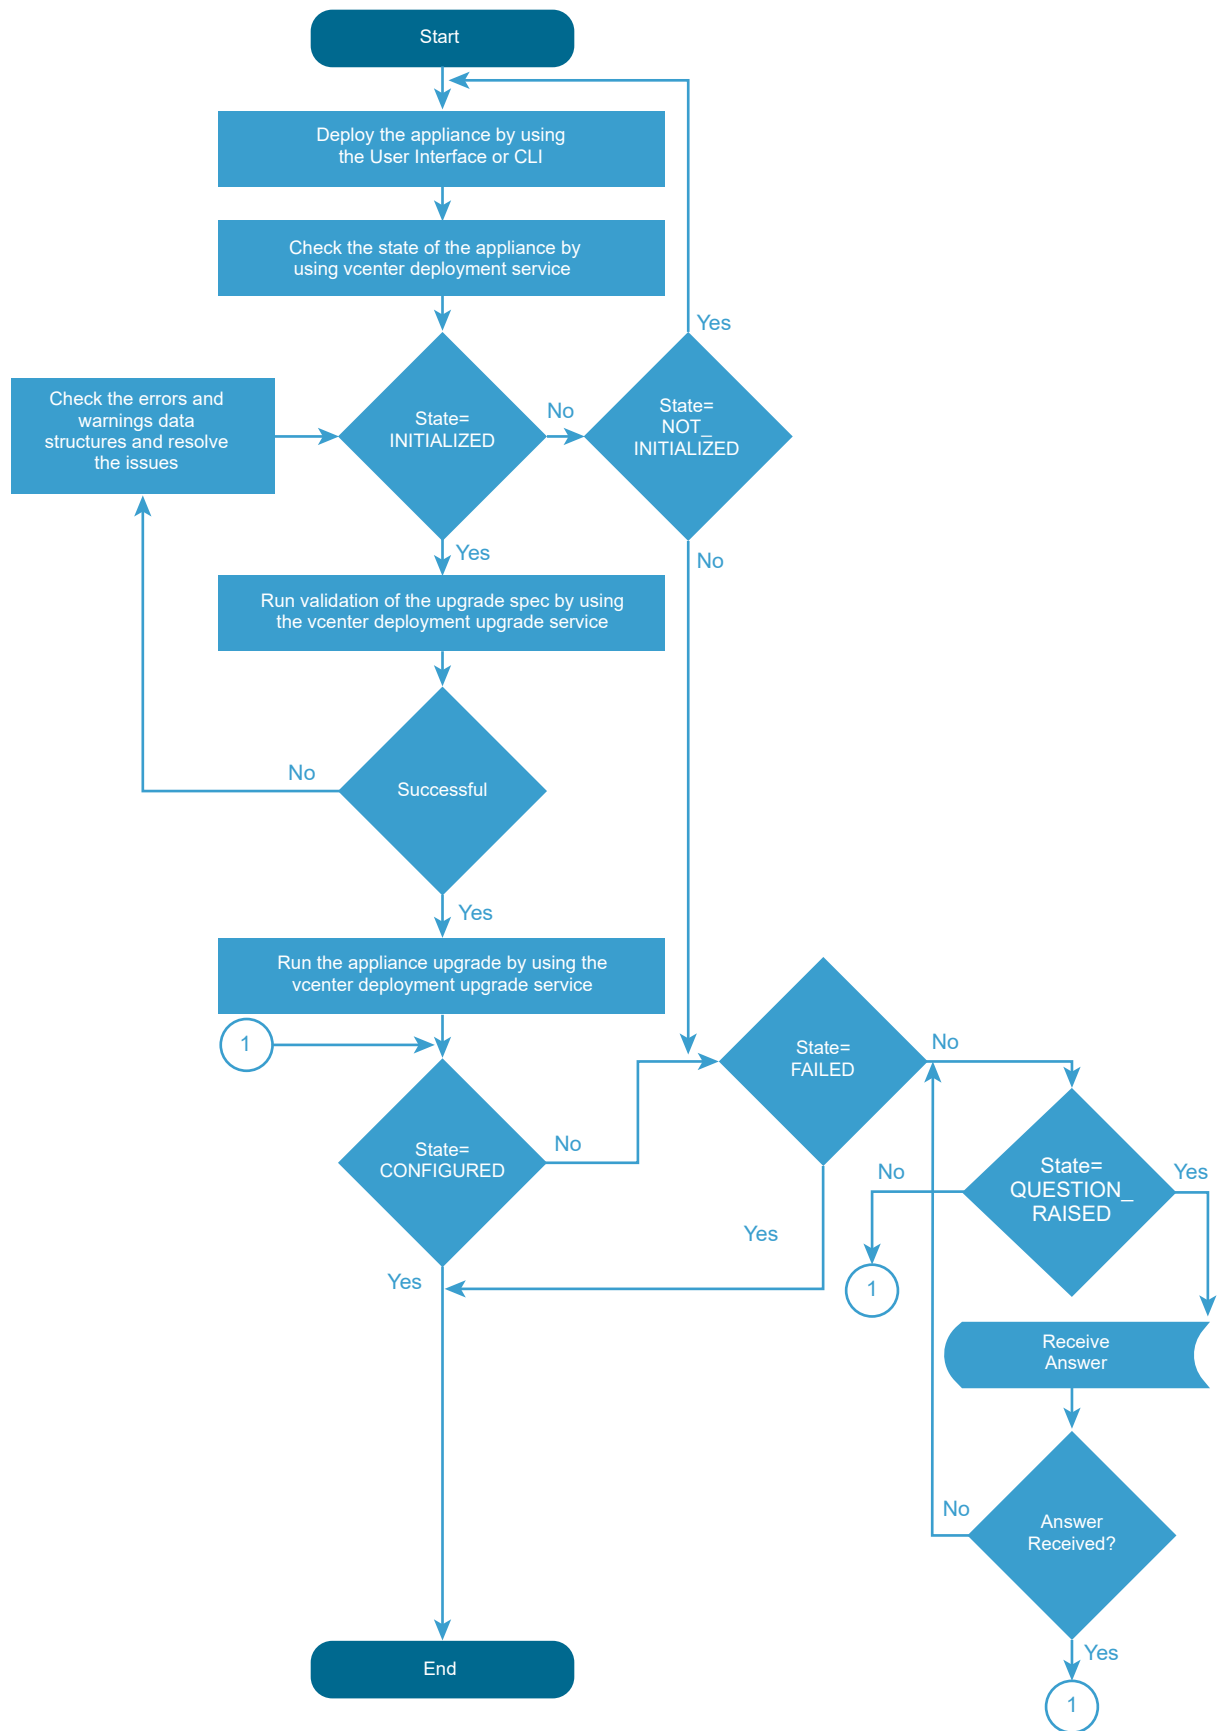 Start
Deploy the appliance by using
the User Interface or CLI
Check the state of the appliance by
using vcenter deployment service
Yes
Check the errors and
warnings data
structures and resolve
the issues
State=
INITIALIZED
No
State=
NOT_
INITIALIZED
Yes
No
Run validation of the upgrade spec by using
the vcenter deployment upgrade service
No
Successful
Yes
Run the appliance upgrade by using the
vcenter deployment upgrade service
1
State=
FAILED
No
State=
CONFIGURED
No
No
State=
QUESTION_
RAISED
Yes
Yes
Yes
1
Receive
Answer
No
Answer
Received?
Yes
End
1